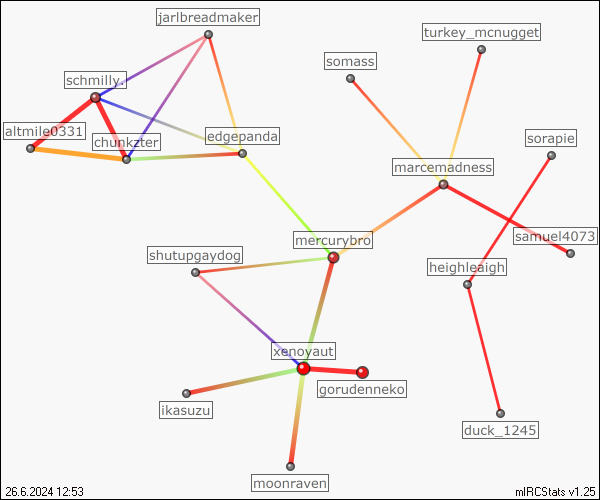 jarlbreadmaker
turkey_mcnugget
somass
schmilly.
altmile0331
chunkzter
edgepanda
sorapie
marcemadness
samuel4073
mercurybro
shutupgaydog
heighleaigh
xenoyaut
gorudenneko
ikasuzu
duck_1245
moonraven
26.6.2024 12:53
mIRCStats v1.25